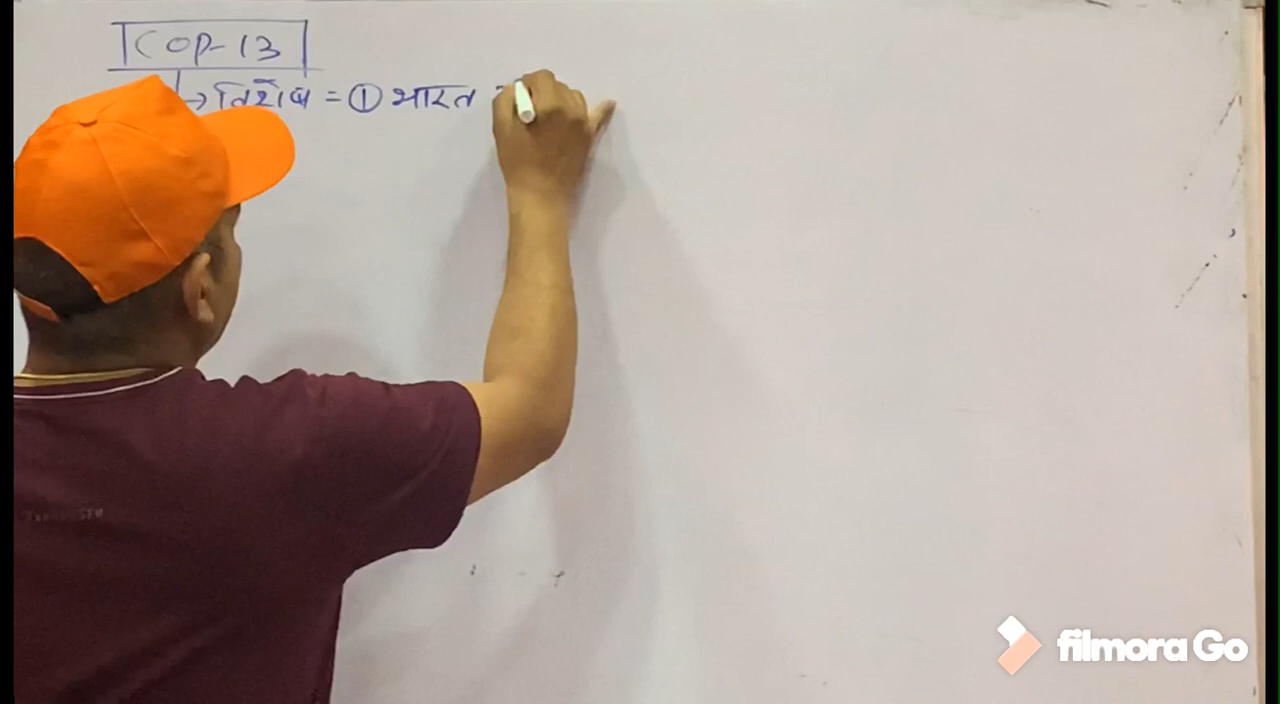 COP-13
→ विशेष = ① भारत
filmora Go